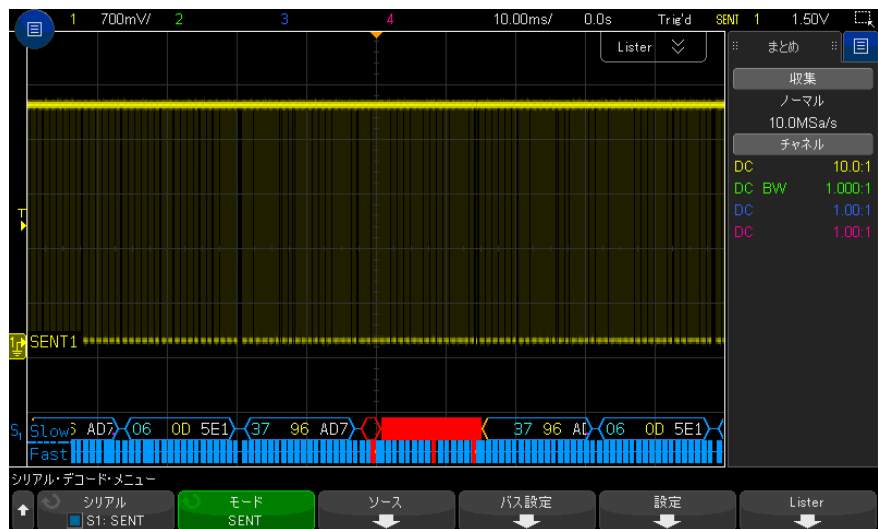 1 700mV/ 2 3 4 10.00ms/ 0.0s Trig'd SENT 1 1.50V
Lister
まとめ
収集
ノーマル
10.0MSa/s
チャネル
DC 10.0:1
DC BW 1.000:1
DC 1.00:1
DC 1.00:1
T
1
SENT1
S1 Slow AD7 06 0D 5E1 37 96 AD7 37 96 06 0D 5E1
Fast
シリアル・デコード・メニュー
シリアル
S1: SENT
モード
SENT
ソース
バス設定
設定
Lister